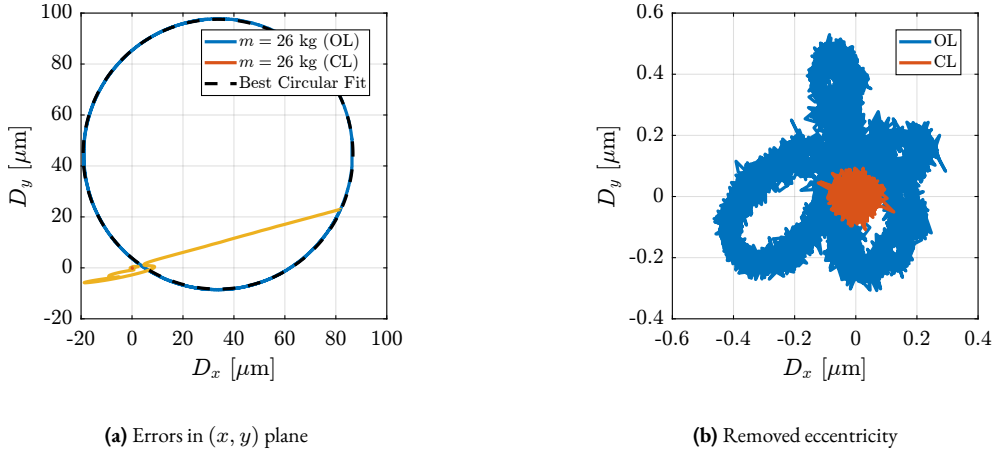 100
80
60
40
20
0
-20
D_y [μm]
-20 0 20 40 60 80 100
D_x [μm]
m = 26 kg (OL)
m = 26 kg (CL)
Best Circular Fit
(a) Errors in (x, y) plane
0.6
0.4
0.2
0
-0.2
-0.4
D_y [μm]
-0.6 -0.4 -0.2 0 0.2 0.4
D_x [μm]
OL
CL
(b) Removed eccentricity